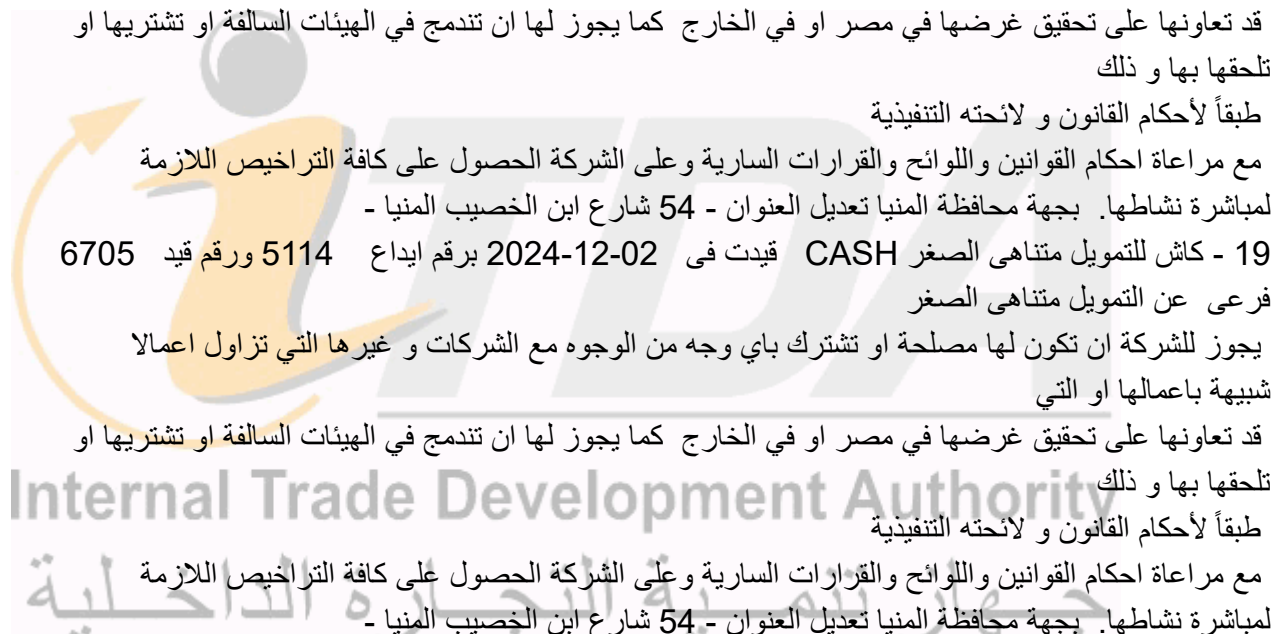 قد تعاونها على تحقيق غرضها في مصر او في الخارج كما يجوز لها ان تندمج في الهيئات السالفة او تشتريها او
تلحقها بها و ذلك
طبقاً لأحكام القانون و لائحته التنفيذية
مع مراعاة احكام القوانين واللوائح والقرارات السارية وعلى الشركة الحصول على كافة التراخيص اللازمة
لمباشرة نشاطها. بجهة محافظة المنيا تعديل العنوان - 54 شارع ابن الخصيب المنيا -
19 - كاش للتمويل متناهى الصغر CASH قيدت فى 02-12-2024 برقم ايداع 5114 ورقم قيد 6705
فرعى عن التمويل متناهى الصغر
يجوز للشركة ان تكون لها مصلحة او تشترك باي وجه من الوجوه مع الشركات و غيرها التي تزاول اعمالا
شبيهة باعمالها او التي
قد تعاونها على تحقيق غرضها في مصر او في الخارج كما يجوز لها ان تندمج في الهيئات السالفة او تشتريها او
تلحقها بها و ذلك
طبقاً لأحكام القانون و لائحته التنفيذية
مع مراعاة احكام القوانين واللوائح والقرارات السارية وعلى الشركة الحصول على كافة التراخيص اللازمة
لمباشرة نشاطها. بجهة محافظة المنيا تعديل العنوان - 54 شارع ابن الخصيب المنيا -
iTDA
Internal Trade Development Authority
جهاز تنمية التجارة الداخلية